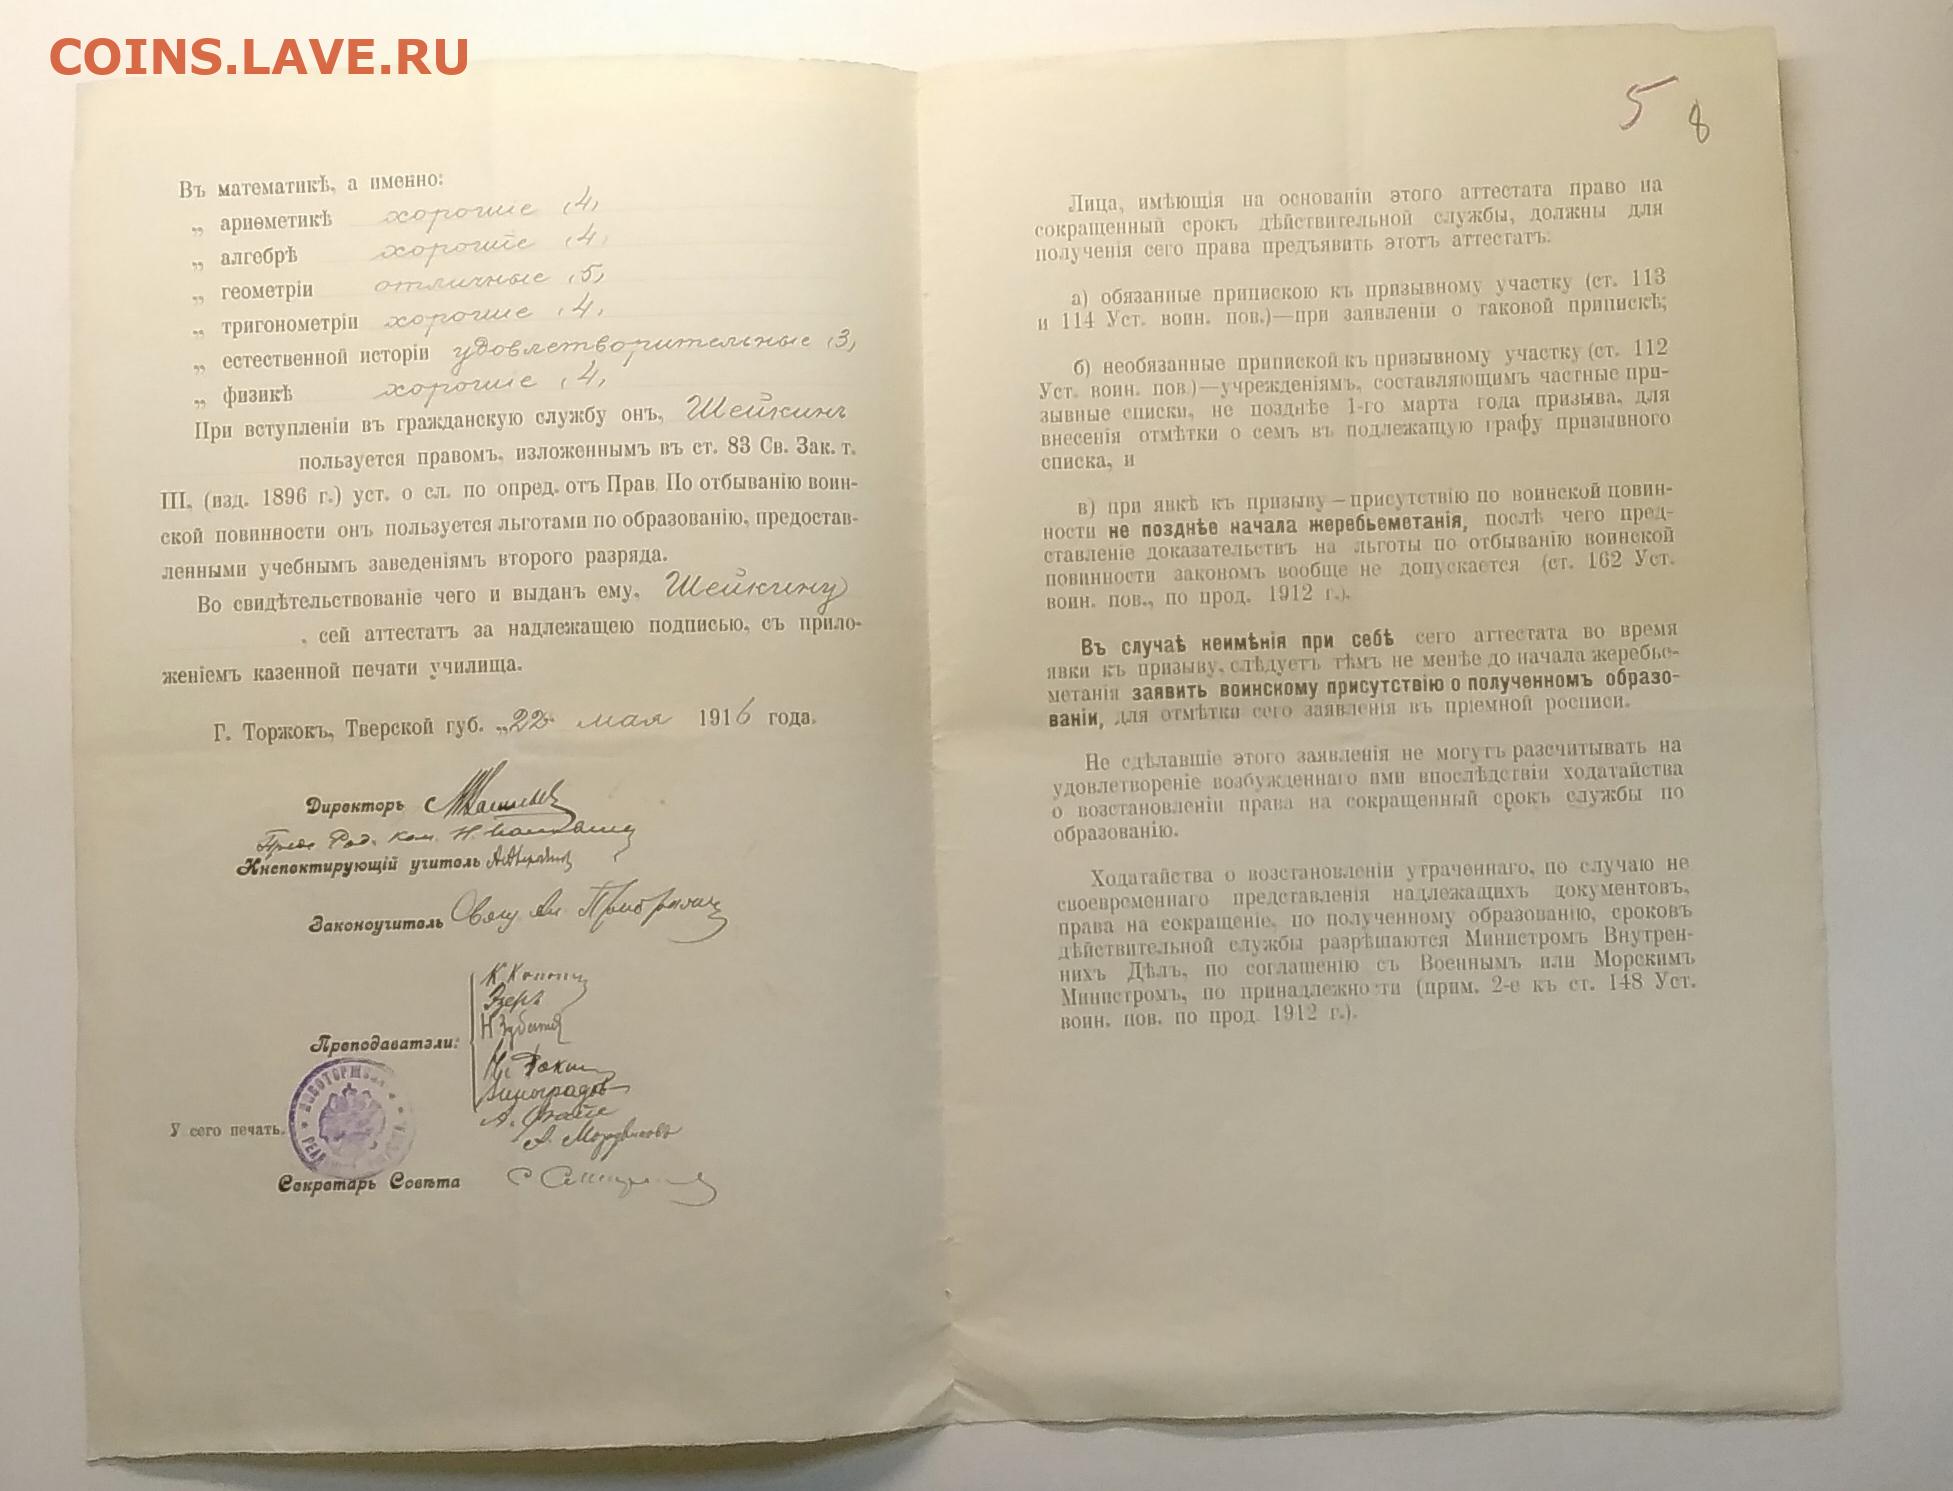 COINS.LAVE.RU
Въ математикѣ, а именно:
„ ариѳметикѣ хорошіе (4)
„ алгебрѣ хорошіе (4)
„ геометріи отличные (5)
„ тригонометріи хорошіе (4)
„ естественной исторіи удовлетворительные (3)
„ физикѣ хорошіе (4)
При вступленіи въ гражданскую службу онъ, Шейкинъ
пользуется правомъ, изложеннымъ въ ст. 83 Св. Зак. т.
III, (изд. 1896 г.) уст. о сл. по опред. отъ Прав. По отбыванію воин-
ской повинности онъ пользуется льготами по образованію, предостав-
ленными учебнымъ заведеніямъ второго разряда.
Во свидѣтельствованіе чего и выданъ ему, Шейкину
, сей аттестатъ за надлежащею подписью, съ прило-
женіемъ казенной печати училища.
Г. Торжокъ, Тверской губ. „22 мая 1916 года.
Директоръ
Инспектирующій учитель
Законоучитель
Преподаватели:
Виноградовъ
У сего печать.
Секретарь Совѣта
5 8
Лица, имѣющія на основаніи этого аттестата право на
сокращенный срокъ дѣйствительной службы, должны для
полученія сего права предъявить этотъ аттестатъ:
а) обязанные припискою къ призывному участку (ст. 113
и 114 Уст. воин. пов.)—при заявленіи о таковой припискѣ;
б) необязанные припиской къ призывному участку (ст. 112
Уст. воин. пов.)—учрежденіямъ, составляющимъ частные при-
зывные списки, не позднѣе 1-го марта года призыва, для
внесенія отмѣтки о семъ въ подлежащую графу призывного
списка, и
в) при явкѣ къ призыву—присутствію по воинской повин-
ности не позднѣе начала жеребьеметанія, послѣ чего пред-
ставленіе доказательствъ на льготы по отбыванію воинской
повинности закономъ вообще не допускается (ст. 162 Уст.
воин. пов., по прод. 1912 г.).
Въ случаѣ неимѣнія при себѣ сего аттестата во время
явки къ призыву, слѣдуетъ тѣмъ не менѣе до начала жеребье-
метанія заявить воинскому присутствію о полученномъ образо-
ваніи, для отмѣтки сего заявленія въ пріемной росписи.
Не сдѣлавшіе этого заявленія не могутъ разсчитывать на
удовлетвореніе возбужденнаго ими впослѣдствіи ходатайства
о возстановленіи права на сокращенный срокъ службы по
образованію.
Ходатайства о возстановленіи утраченнаго, по случаю не
своевременнаго представленія надлежащихъ документовъ,
права на сокращеніе, по полученному образованію, сроковъ
дѣйствительной службы разрѣшаются Министромъ Внутрен-
нихъ Дѣлъ, по соглашенію съ Военнымъ или Морскимъ
Министромъ, по принадлежности (прим. 2-е къ ст. 148 Уст.
воин. пов. по прод. 1912 г.).